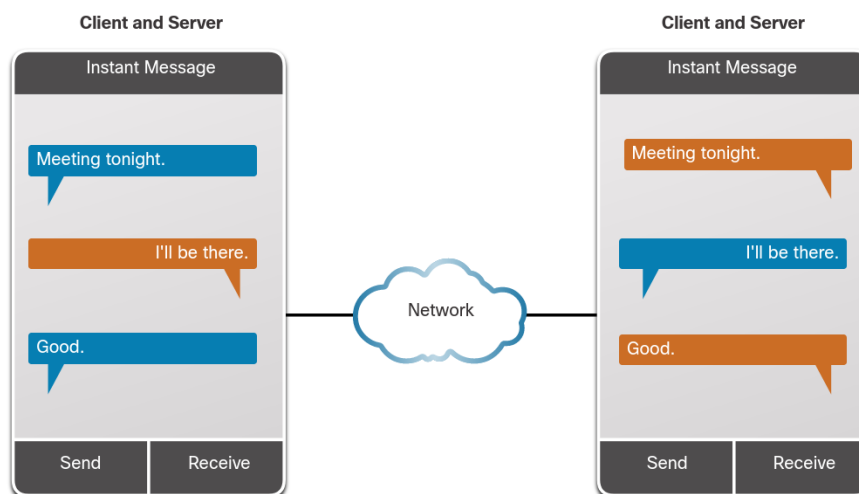 Client and Server
Instant Message
Meeting tonight.
I'll be there.
Good.
Send
Receive
Network
Client and Server
Instant Message
Meeting tonight.
I'll be there.
Good.
Send
Receive